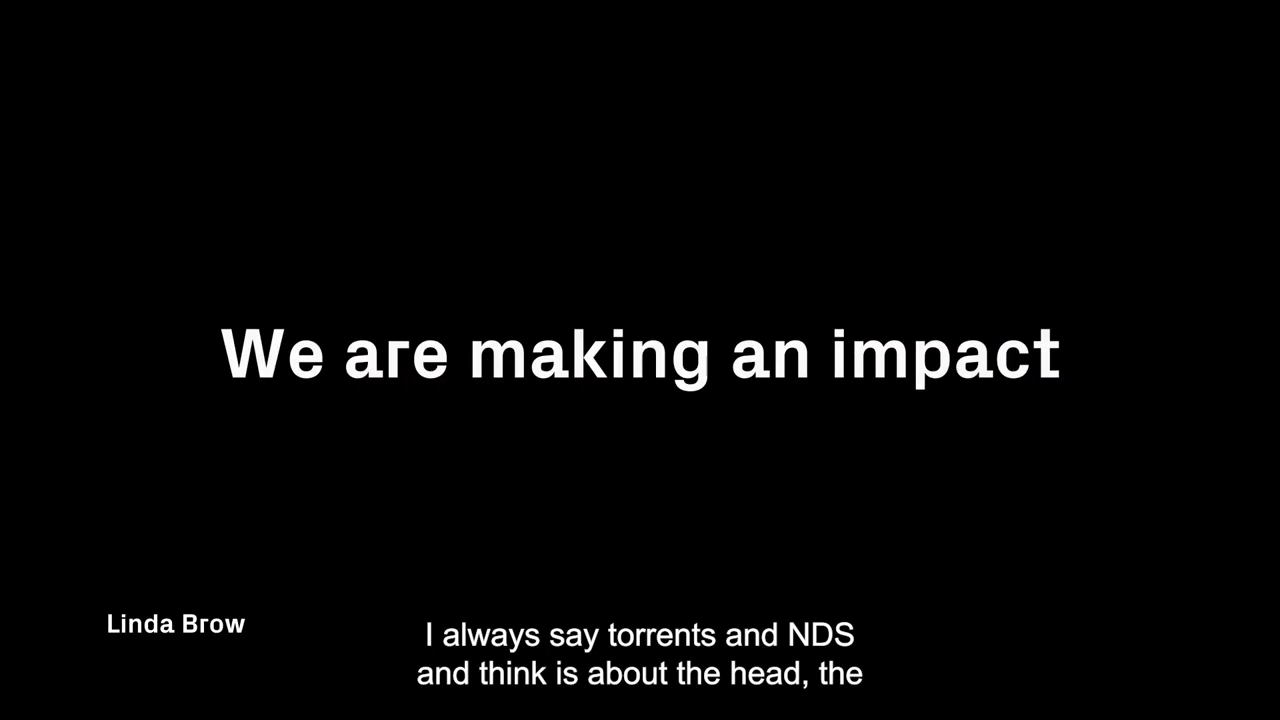 We are making an impact
Linda Brow
I always say torrents and NDS
and think is about the head, the